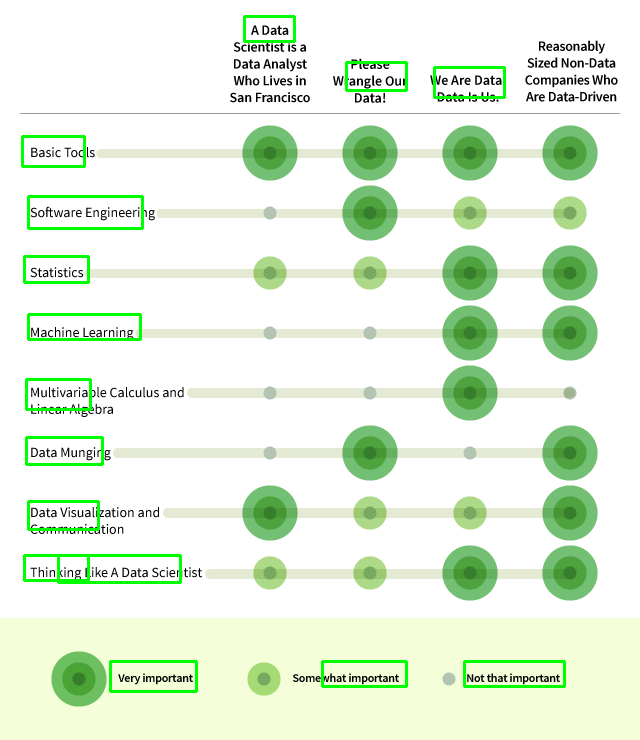 A Data
Scientist is a
Data Analyst
Who Lives in
San Francisco
Please
Wrangle Our
Data!
We Are Data.
Data Is Us.
Reasonably
Sized Non-Data
Companies Who
Are Data-Driven
Basic Tools
Software Engineering
Statistics
Machine Learning
Multivariable Calculus and
Linear Algebra
Data Munging
Data Visualization and
Communication
Thinking Like A Data Scientist
Very important
Somewhat important
Not that important